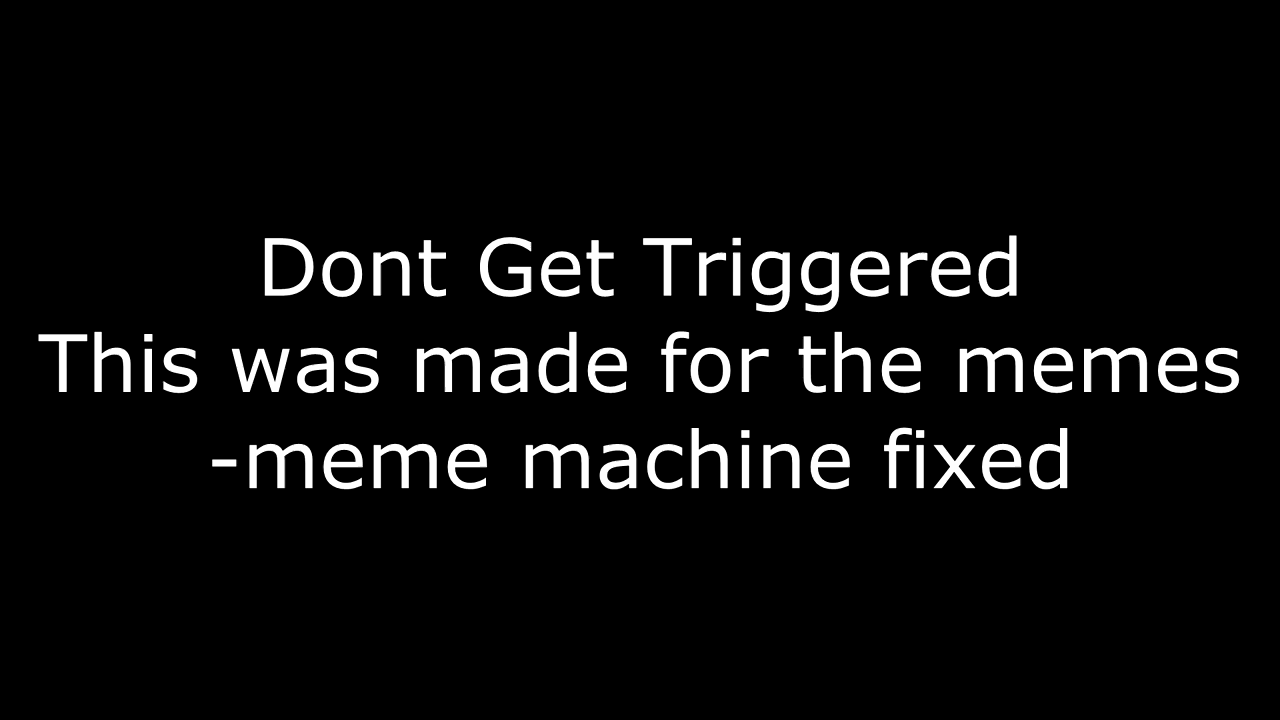 Dont Get Triggered
This was made for the memes
-meme machine fixed